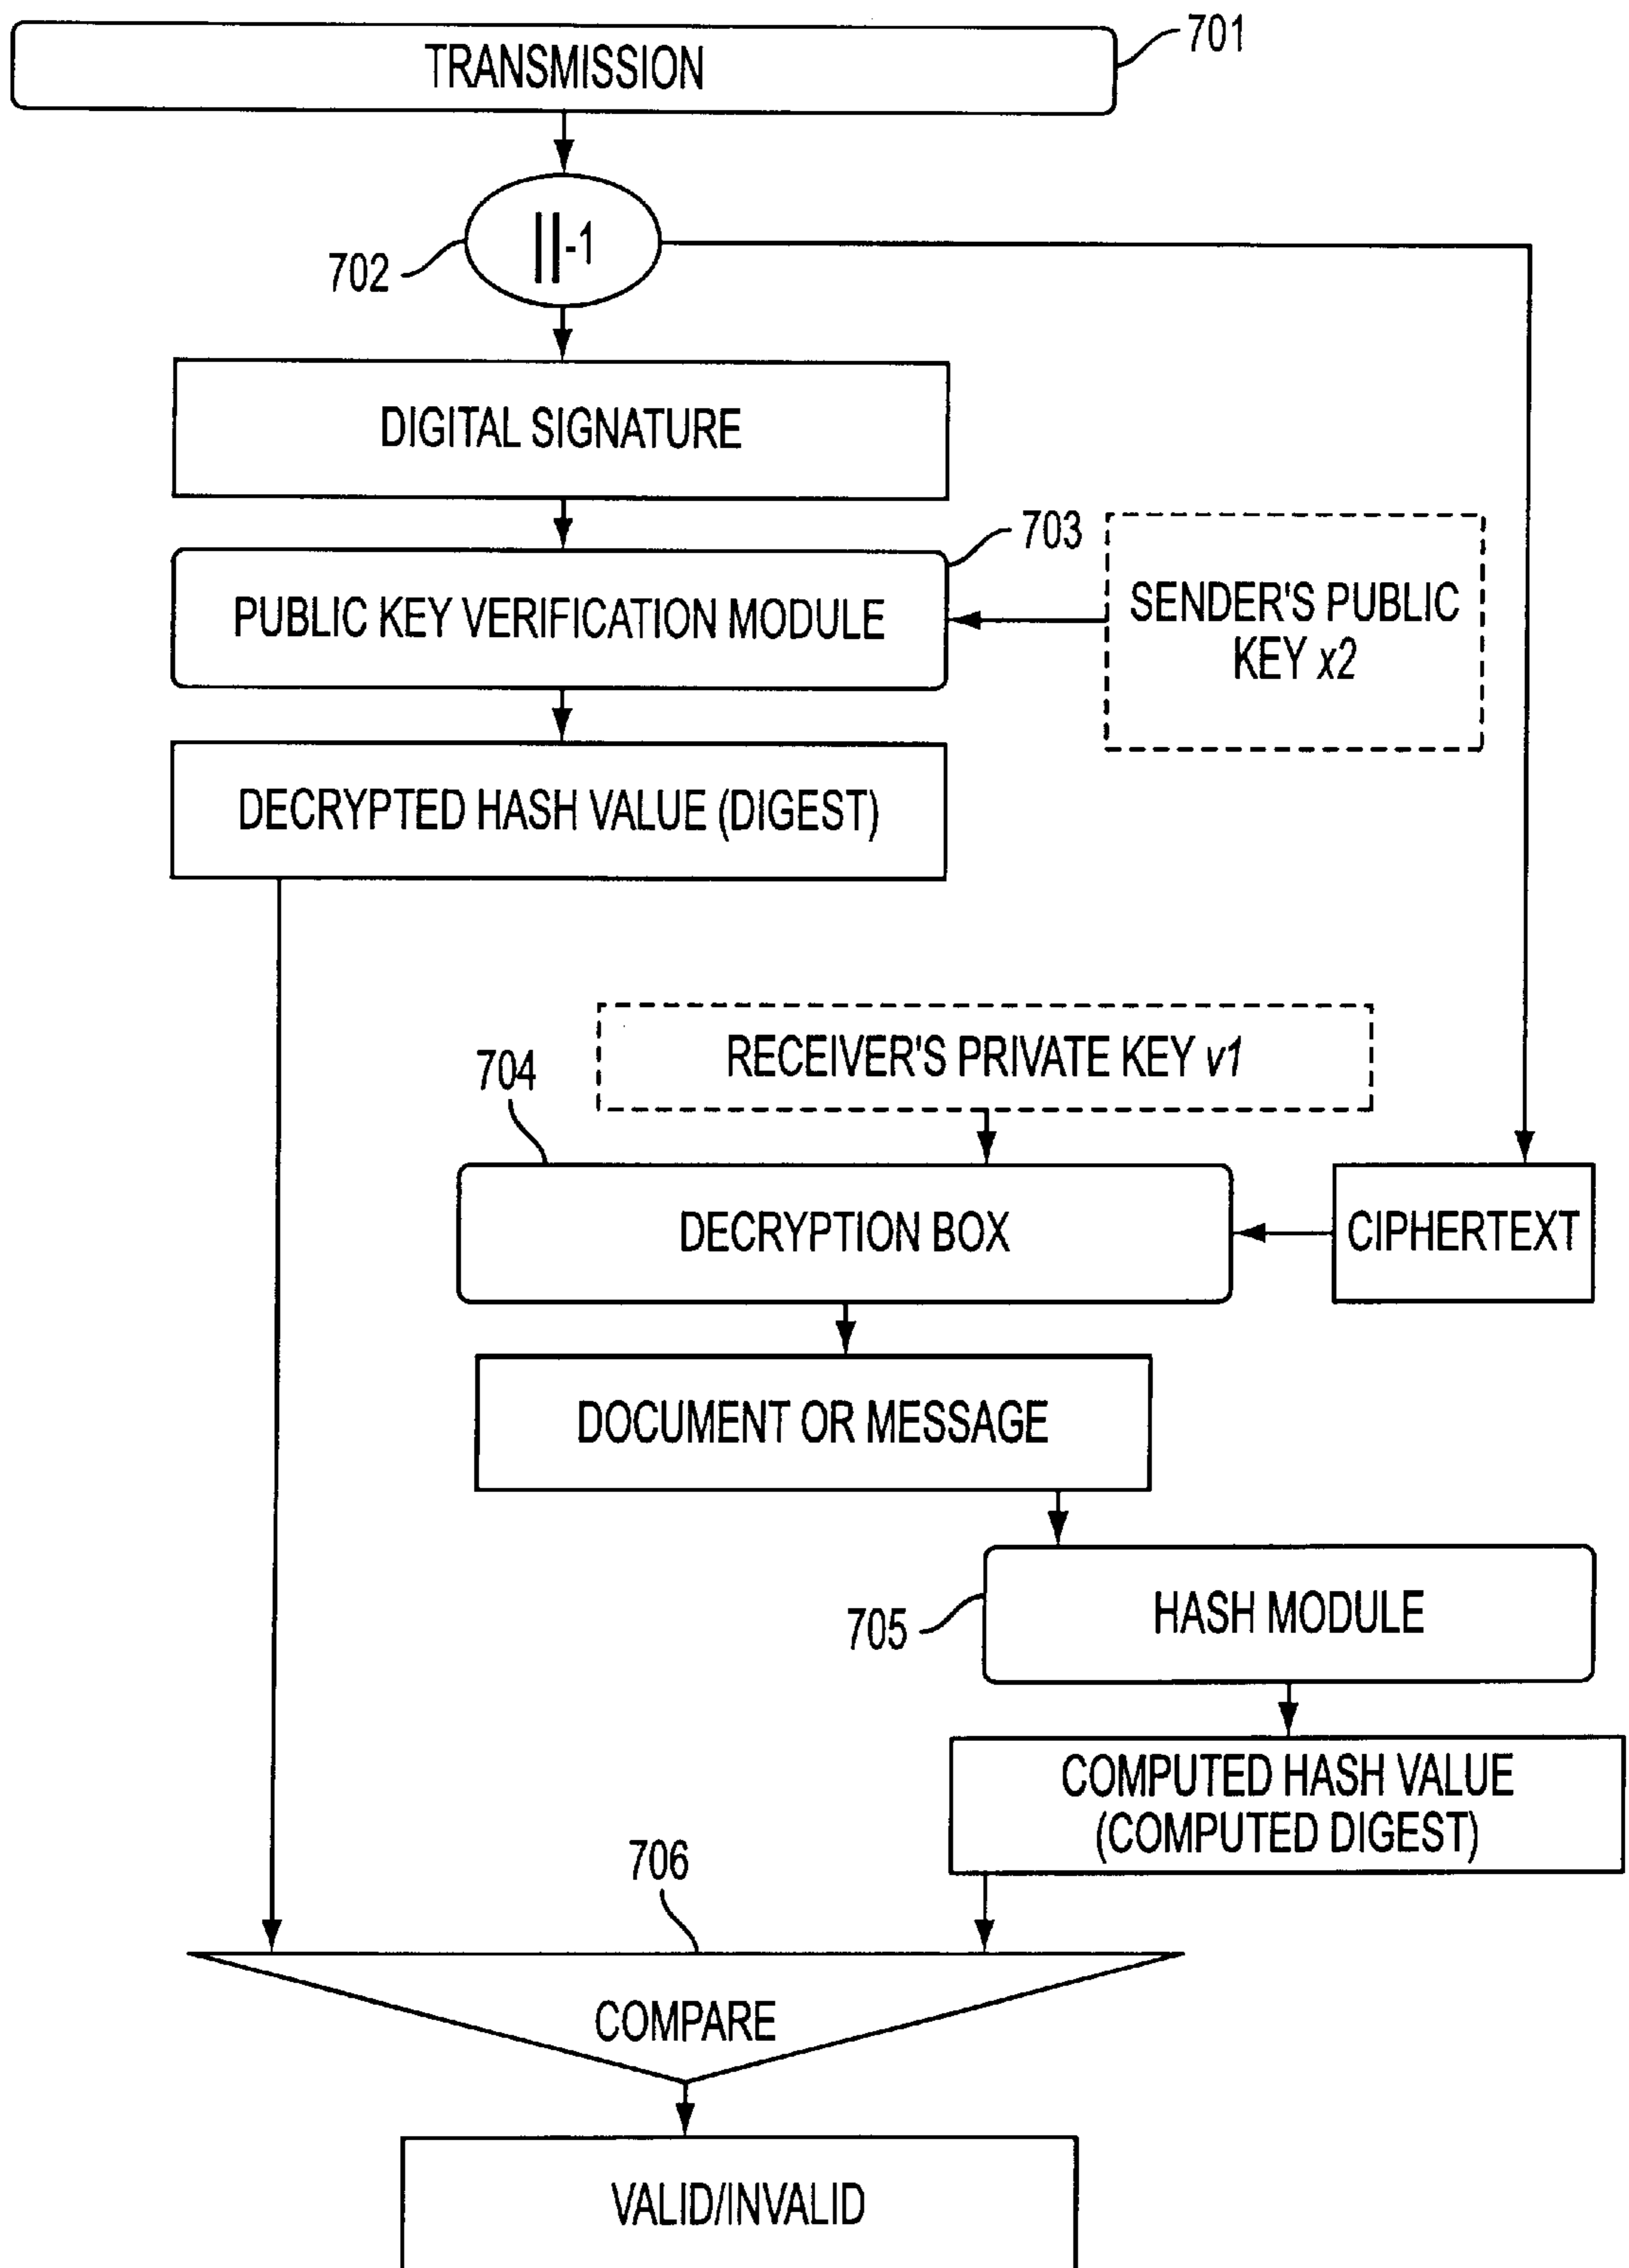 701
TRANSMISSION
702
||-1
DIGITAL SIGNATURE
703
PUBLIC KEY VERIFICATION MODULE
SENDER'S PUBLIC
KEY x2
DECRYPTED HASH VALUE (DIGEST)
RECEIVER'S PRIVATE KEY v1
704
DECRYPTION BOX
CIPHERTEXT
DOCUMENT OR MESSAGE
705
HASH MODULE
COMPUTED HASH VALUE
(COMPUTED DIGEST)
706
COMPARE
VALID/INVALID